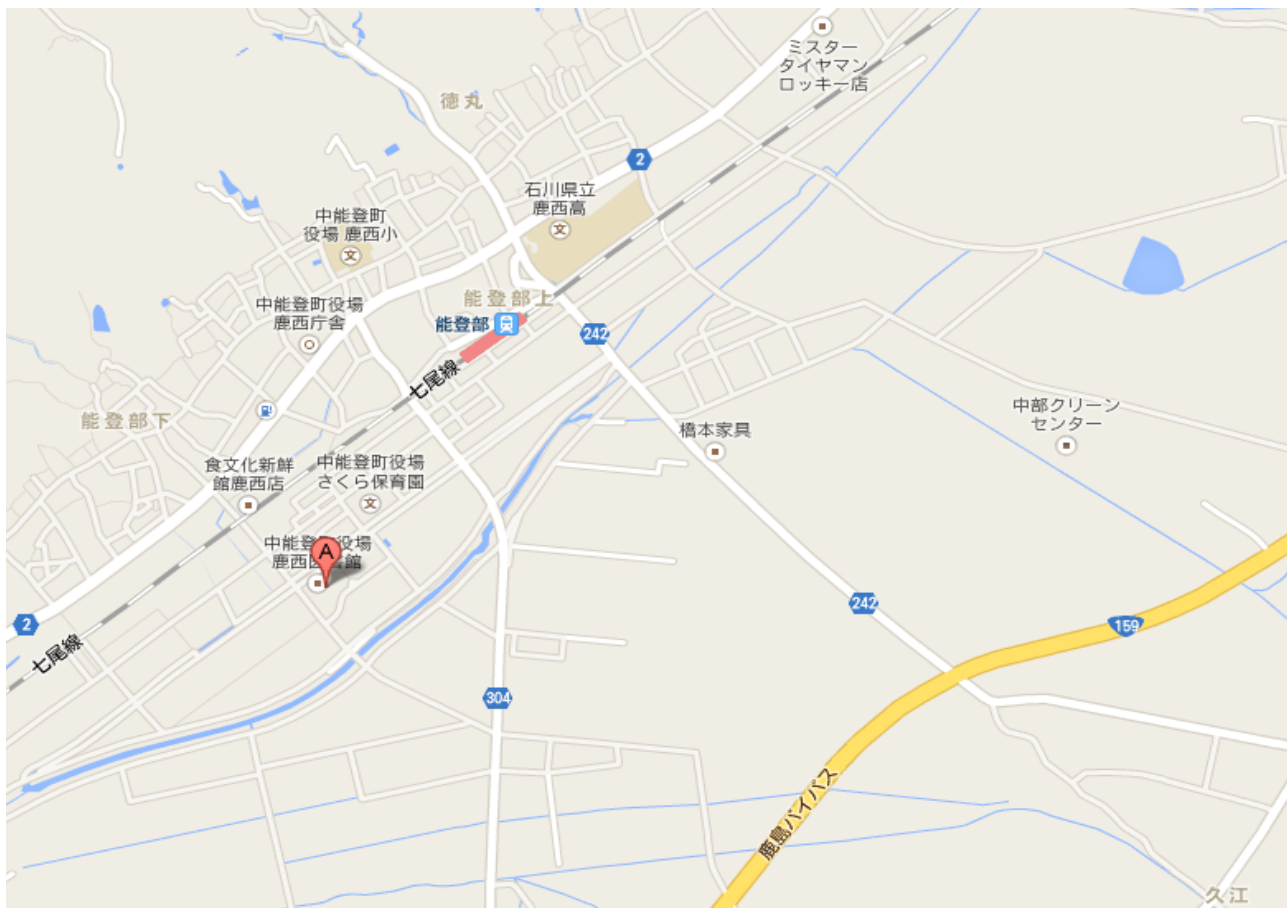 ミスター
タイヤマン
ロッキー店
徳丸
2
石川県立
鹿西高
中能登町
役場 鹿西小
文
文
能登部上
中能登町役場
鹿西庁舎
能登部
242
七尾線
能登部下
橋本家具
中部クリーン
センター
食文化新鮮
館鹿西店
中能登町役場
さくら保育園
文
中能登町役場
鹿西図書館
A
242
2
159
七尾線
304
鹿島バイパス
久江